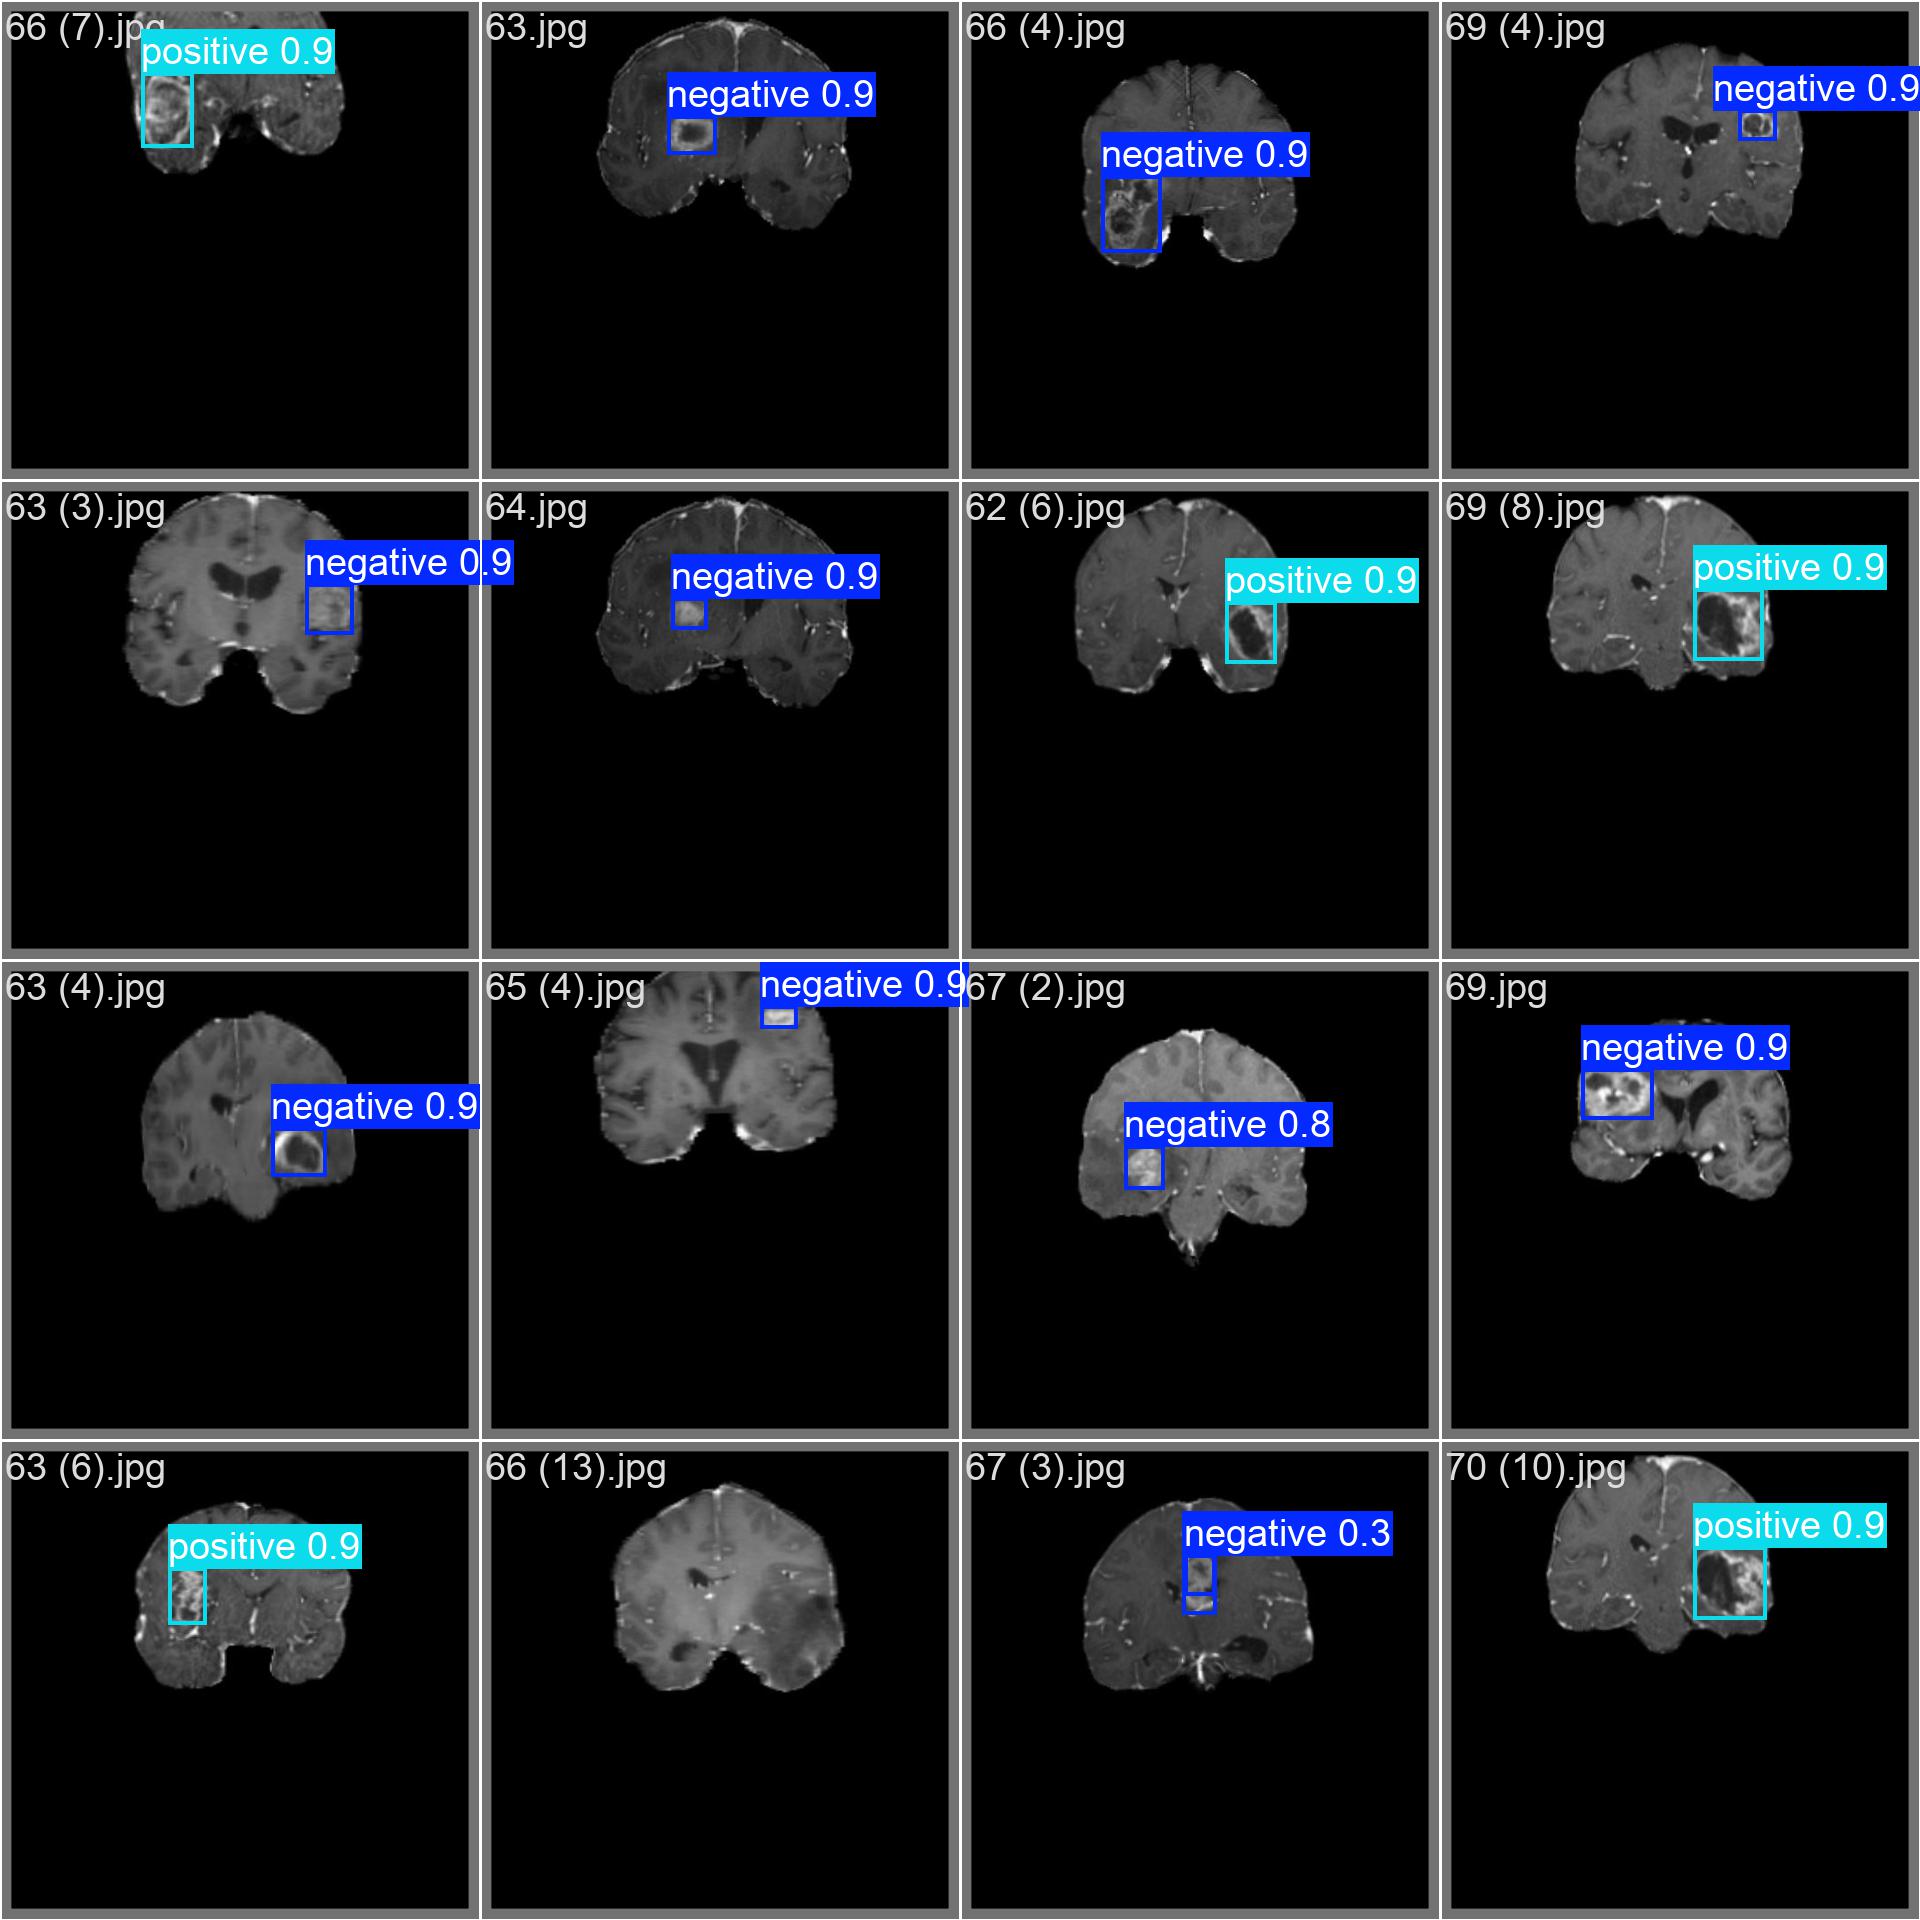 66 (7).jpg
positive 0.9
63.jpg
negative 0.9
66 (4).jpg
negative 0.9
69 (4).jpg
negative 0.9
63 (3).jpg
negative 0.9
64.jpg
negative 0.9
62 (6).jpg
positive 0.9
69 (8).jpg
positive 0.9
63 (4).jpg
negative 0.9
65 (4).jpg
negative 0.9
67 (2).jpg
negative 0.8
69.jpg
negative 0.9
63 (6).jpg
positive 0.9
66 (13).jpg
67 (3).jpg
negative 0.3
70 (10).jpg
positive 0.9